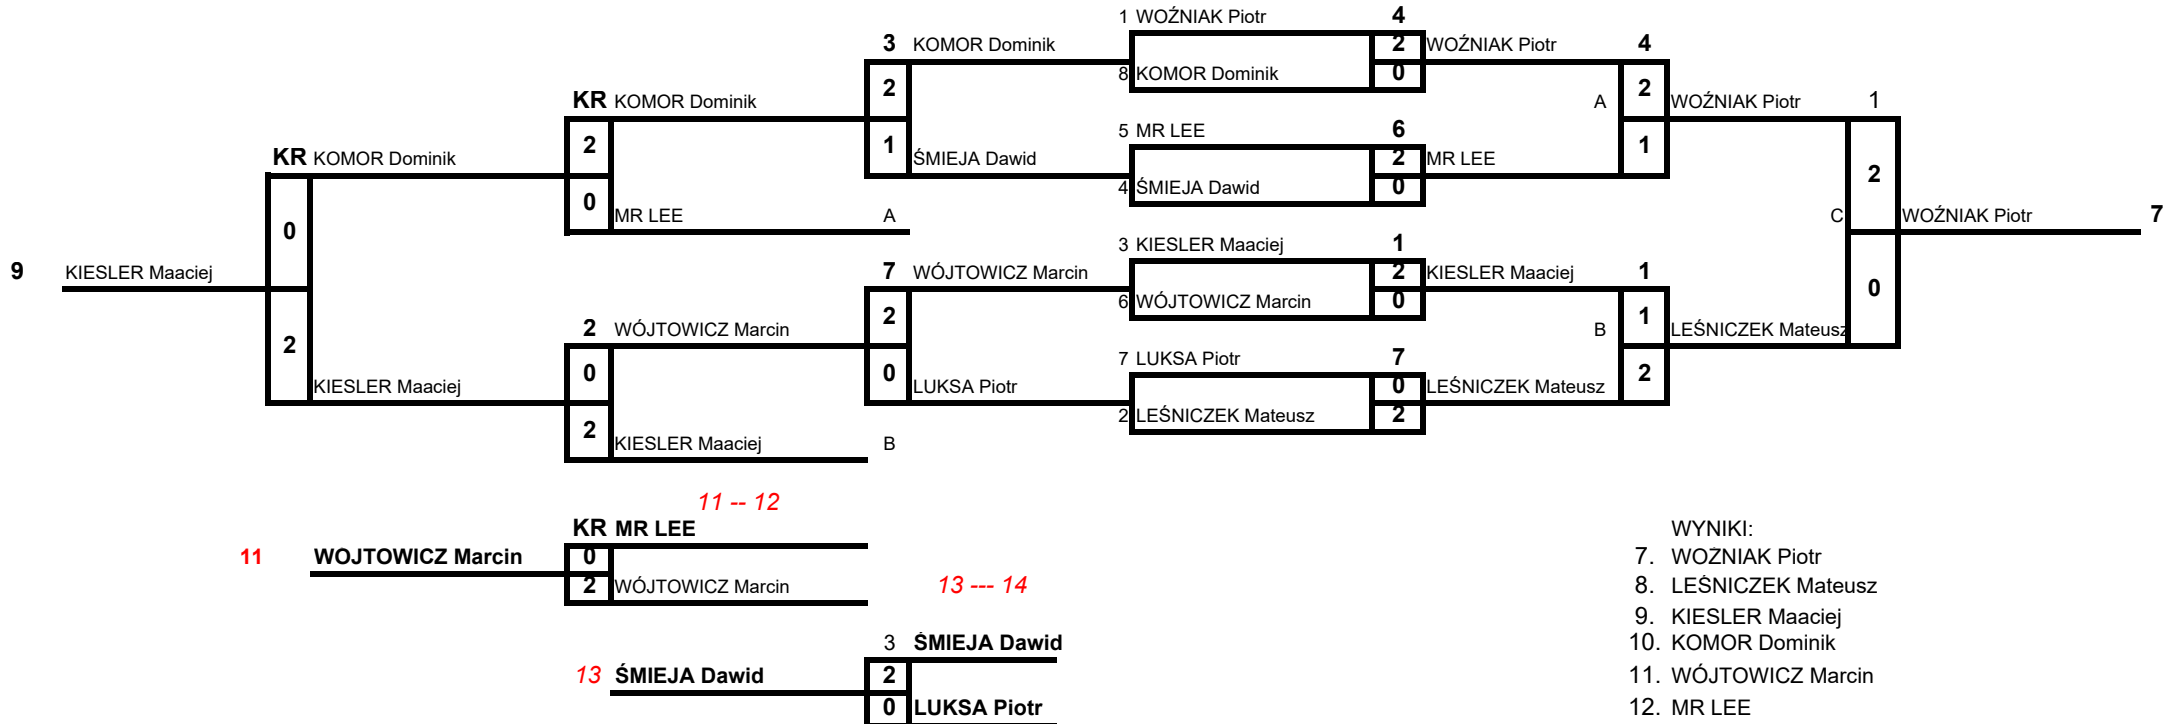 1 WOŹNIAK Piotr 4
3 KOMOR Dominik 2 WOŹNIAK Piotr 4
8 KOMOR Dominik 0
2 2
KR KOMOR Dominik A WOŹNIAK Piotr 1
5 MR LEE 6
2 1 1
KR KOMOR Dominik ŚMIEJA Dawid 2 MR LEE
2
4 ŚMIEJA Dawid 0
0
MR LEE A C WOŹNIAK Piotr 7
0
3 KIESLER Maaciej 1
9 KIESLER Maaciej 7 WÓJTOWICZ Marcin 2 KIESLER Maaciej 1
0
6 WÓJTOWICZ Marcin 0
2 1
2 WÓJTOWICZ Marcin B LEŚNICZEK Mateusz
2
7 LUKSA Piotr 7
0 0 2
KIESLER Maaciej LUKSA Piotr 0 LEŚNICZEK Mateusz
2 LEŚNICZEK Mateusz 2
2
KIESLER Maaciej B
11 -- 12
KR MR LEE WYNIKI:
11 WOJTOWICZ Marcin 0 7. WOŻNIAK Piotr
2 WÓJTOWICZ Marcin 13 --- 14 8. LEŚNICZEK Mateusz
9. KIESLER Maaciej
3 ŚMIEJA Dawid 10. KOMOR Dominik
13 ŚMIEJA Dawid 2 11. WÓJTOWICZ Marcin
0 LUKSA Piotr 12. MR LEE